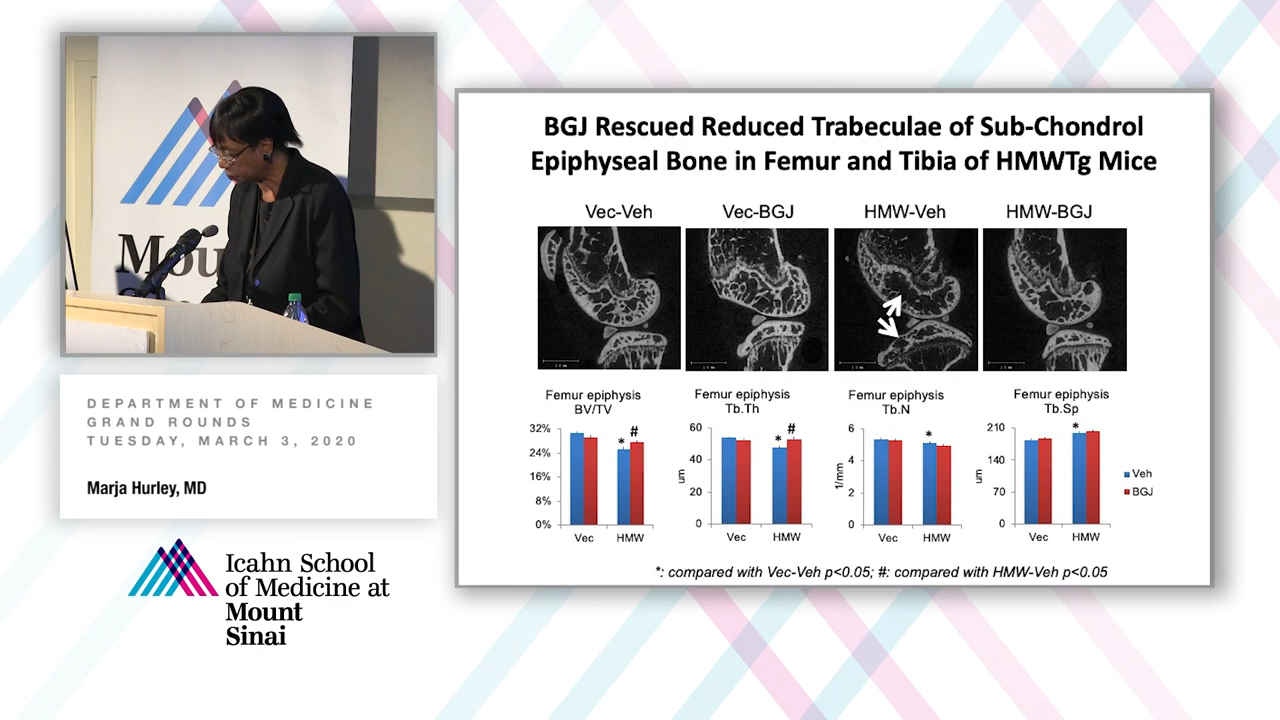 Mou
DEPARTMENT OF MEDICINE
GRAND ROUNDS
TUESDAY, MARCH 3, 2020
Marja Hurley, MD
Icahn School
of Medicine at
Mount
Sinai
BGJ Rescued Reduced Trabeculae of Sub-Chondrol
Epiphyseal Bone in Femur and Tibia of HMWTg Mice
Vec-Veh Vec-BGJ HMW-Veh HMW-BGJ
Femur epiphysis
BV/TV
32%
24%
16%
8%
0%
* #
Vec HMW
Femur epiphysis
Tb.Th
um
60
40
20
0
* #
Vec HMW
Femur epiphysis
Tb.N
1/mm
6
4
2
0
*
Vec HMW
Femur epiphysis
Tb.Sp
um
210
140
70
0
*
Vec HMW
Veh
BGJ
*: compared with Vec-Veh p<0.05; #: compared with HMW-Veh p<0.05